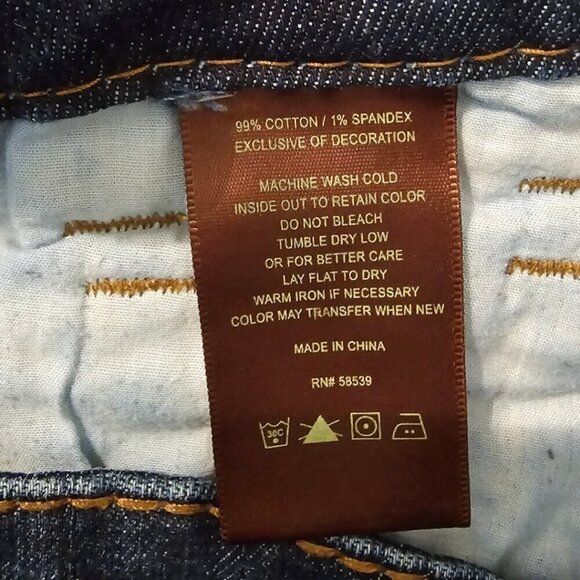 99% COTTON / 1% SPANDEX
EXCLUSIVE OF DECORATION
MACHINE WASH COLD
INSIDE OUT TO RETAIN COLOR
DO NOT BLEACH
TUMBLE DRY LOW
OR FOR BETTER CARE
LAY FLAT TO DRY
WARM IRON IF NECESSARY
COLOR MAY TRANSFER WHEN NEW
MADE IN CHINA
RN# 58539
30C